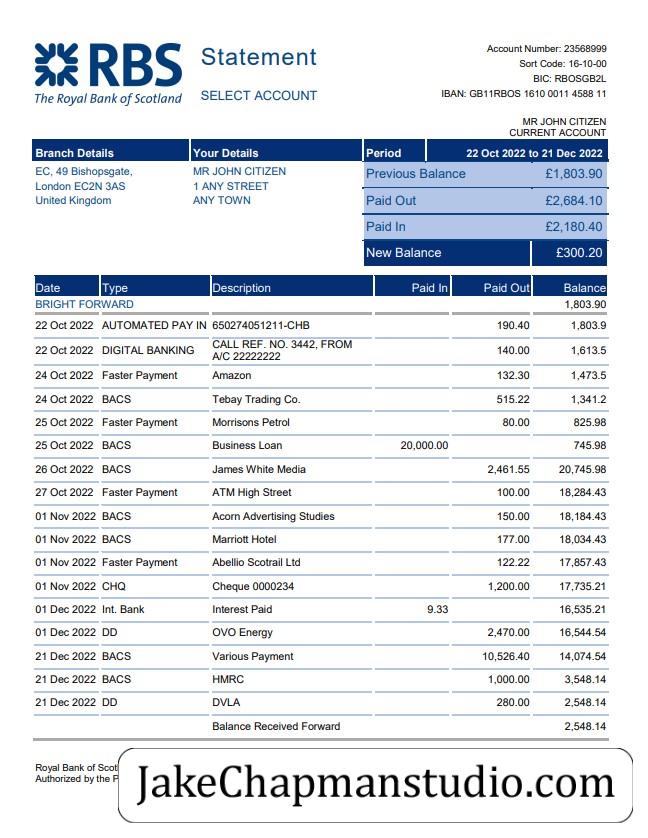 RBS
The Royal Bank of Scotland
Statement
SELECT ACCOUNT
Account Number: 23568999
Sort Code: 16-10-00
BIC: RBOSGB2L
IBAN: GB11RBOS 1610 0011 4588 11
MR JOHN CITIZEN
CURRENT ACCOUNT
Branch Details Your Details Period 22 Oct 2022 to 21 Dec 2022
EC, 49 Bishopsgate, MR JOHN CITIZEN Previous Balance £1,803.90
London EC2N 3AS 1 ANY STREET
United Kingdom ANY TOWN Paid Out £2,684.10
Paid In £2,180.40
New Balance £300.20
Date Type Description Paid In Paid Out Balance
BRIGHT FORWARD 1,803.90
22 Oct 2022 AUTOMATED PAY IN 650274051211-CHB 190.40 1,803.9
22 Oct 2022 DIGITAL BANKING CALL REF. NO. 3442, FROM 140.00 1,613.5
A/C 22222222
24 Oct 2022 Faster Payment Amazon 132.30 1,473.5
24 Oct 2022 BACS Tebay Trading Co. 515.22 1,341.2
25 Oct 2022 Faster Payment Morrisons Petrol 80.00 825.98
25 Oct 2022 BACS Business Loan 20,000.00 745.98
26 Oct 2022 BACS James White Media 2,461.55 20,745.98
27 Oct 2022 Faster Payment ATM High Street 100.00 18,284.43
01 Nov 2022 BACS Acorn Advertising Studies 150.00 18,184.43
01 Nov 2022 BACS Marriott Hotel 177.00 18,034.43
01 Nov 2022 Faster Payment Abellio Scotrail Ltd 122.22 17,857.43
01 Nov 2022 CHQ Cheque 0000234 1,200.00 17,735.21
01 Dec 2022 Int. Bank Interest Paid 9.33 16,535.21
01 Dec 2022 DD OVO Energy 2,470.00 16,544.54
21 Dec 2022 BACS Various Payment 10,526.40 14,074.54
21 Dec 2022 BACS HMRC 1,000.00 3,548.14
21 Dec 2022 DD DVLA 280.00 2,548.14
Balance Received Forward 2,548.14
Royal Bank of
Authorized by the
JakeChapmanstudio.com